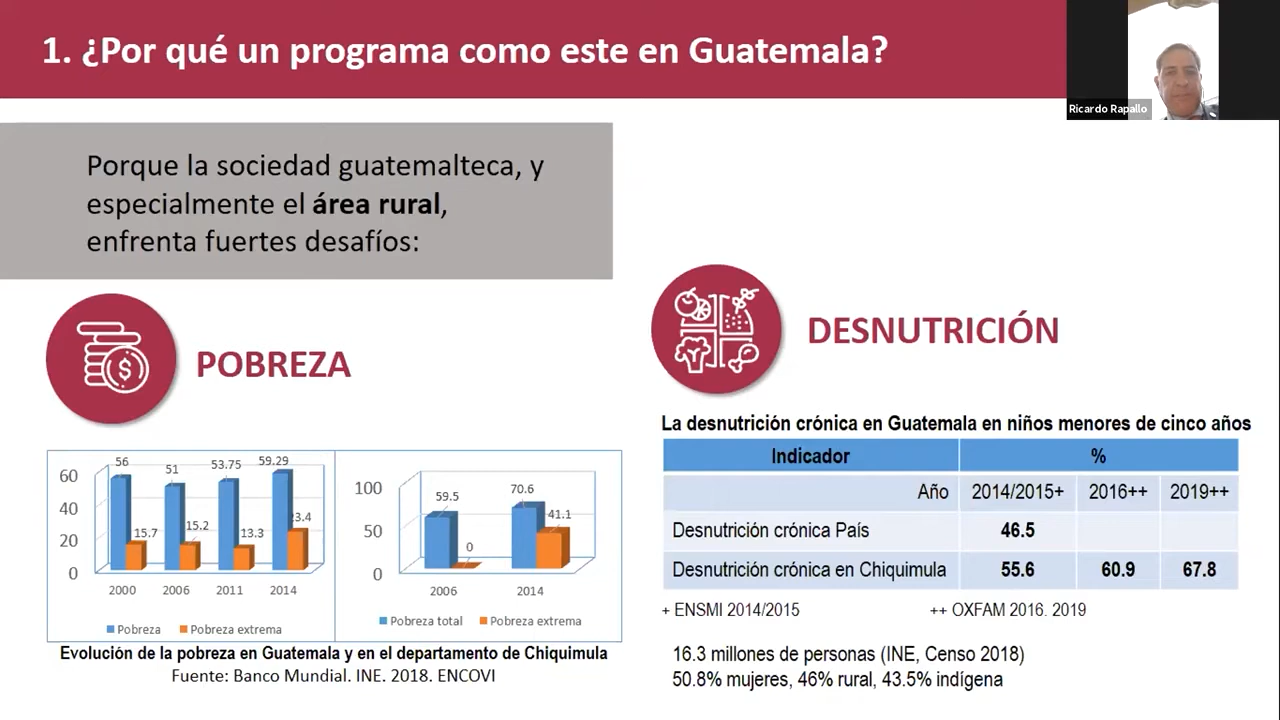 1. ¿Por qué un programa como este en Guatemala?
Ricardo Rapallo
Porque la sociedad guatemalteca, y
especialmente el área rural,
enfrenta fuertes desafíos:
$
POBREZA
60
40
20
0
56
15.7
51
15.2
53.75
13.3
59.29
2000
2006
2011
2014
Pobreza
Pobreza extrema
100
50
0
59.5
0
70.6
41.1
2006
2014
Pobreza total
Pobreza extrema
Evolución de la pobreza en Guatemala y en el departamento de Chiquimula
Fuente: Banco Mundial. INE. 2018. ENCOVI
DESNUTRICIÓN
La desnutrición crónica en Guatemala en niños menores de cinco años
Indicador %
Año 2014/2015+ 2016++ 2019++
Desnutrición crónica País 46.5
Desnutrición crónica en Chiquimula 55.6 60.9 67.8
+ ENSMI 2014/2015 ++ OXFAM 2016. 2019
16.3 millones de personas (INE, Censo 2018)
50.8% mujeres, 46% rural, 43.5% indígena